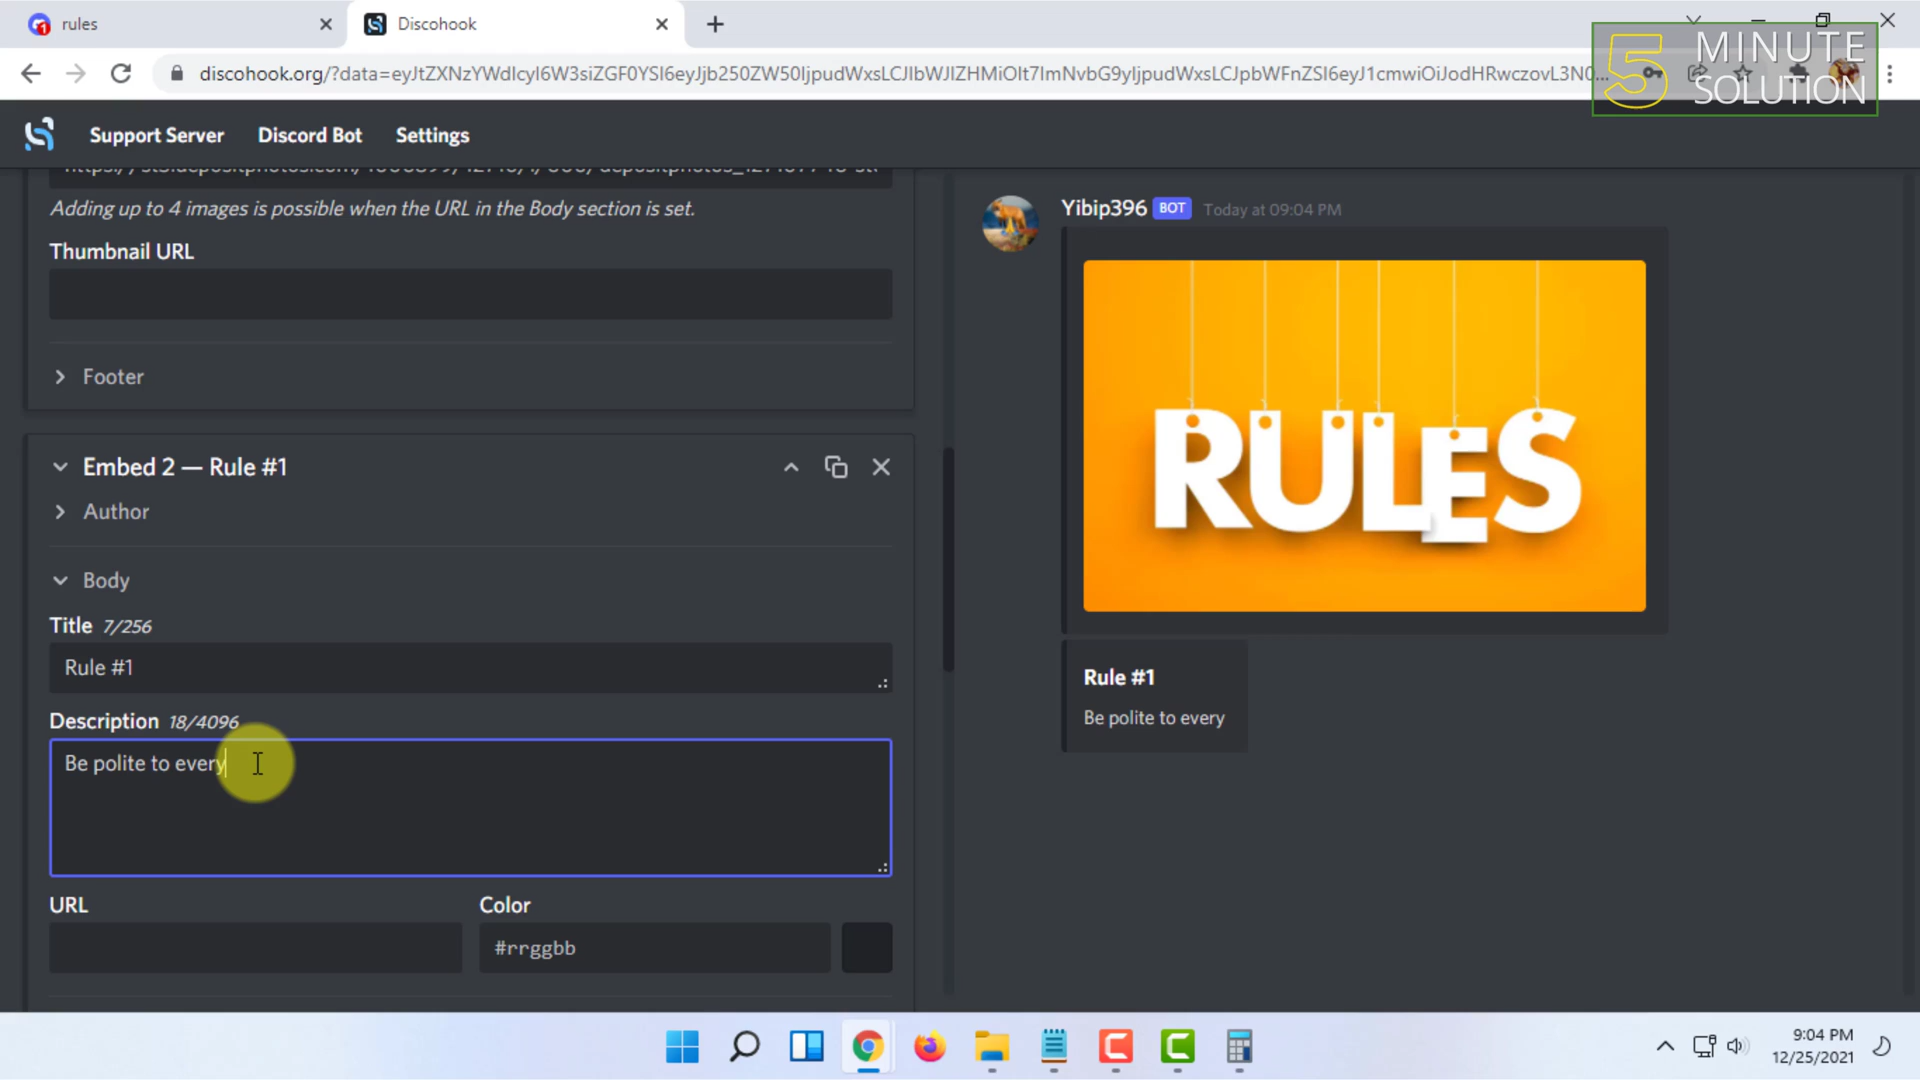 rules
Discohook
discohook.org/?data=eyJtZXNzYWdlcyI6W3siZGF0YSI6eyJjb250ZW50IjpudWxsLCJlbWJlZHMiOlt7ImNvbG9yIjpudWxsLCJpbWFnZSI6eyJ1cmwiOiJodHRwczovL3N0...
5 MINUTE
SOLUTION
Support Server
Discord Bot
Settings
Adding up to 4 images is possible when the URL in the Body section is set.
Thumbnail URL
Footer
Embed 2 — Rule #1
Author
Body
Title 7/256
Rule #1
Description 18/4096
Be polite to every
URL
Color
#rrggbb
Yibip396 BOT Today at 09:04 PM
RULES
Rule #1
Be polite to every
9:04 PM
12/25/2021